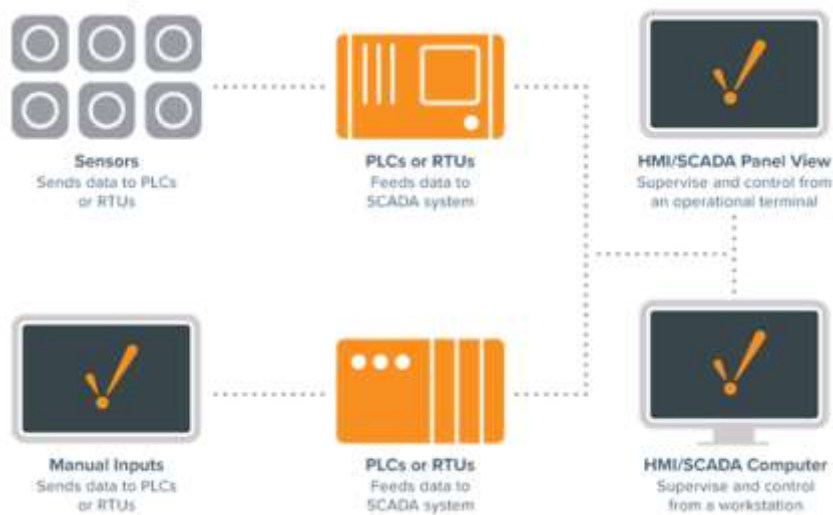 Sensors
Sends data to PLCs
or RTUs
PLCs or RTUs
Feeds data to
SCADA system
HMI/SCADA Panel View
Supervise and control from
an operational terminal
Manual Inputs
Sends data to PLCs
or RTUs
PLCs or RTUs
Feeds data to
SCADA system
HMI/SCADA Computer
Supervise and control
from a workstation